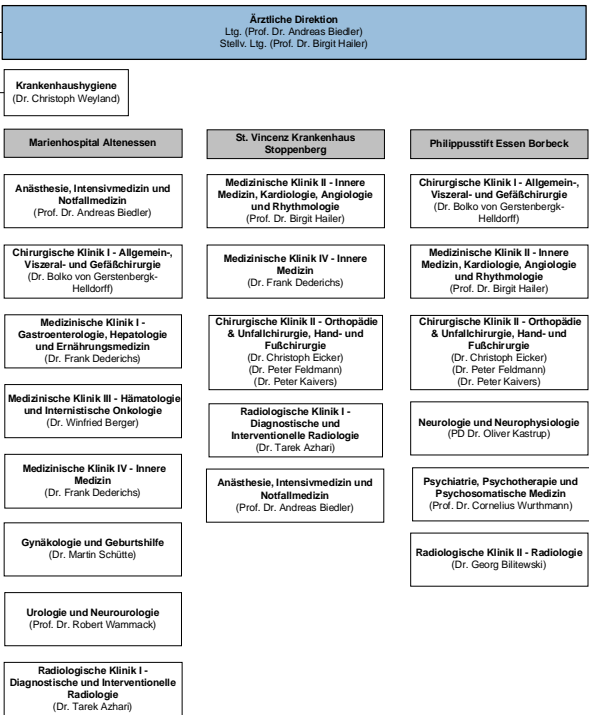 Ärztliche Direktion
Ltg. (Prof. Dr. Andreas Biedler)
Stellv. Ltg. (Prof. Dr. Birgit Hailer)
Krankenhaushygiene
(Dr. Christoph Weyland)
Marienhospital Altenessen
Anästhesie, Intensivmedizin und
Notfallmedizin
(Prof. Dr. Andreas Biedler)
Chirurgische Klinik I - Allgemein-,
Viszeral- und Gefäßchirurgie
(Dr. Bolko von Gerstenbergk-
Helldorff)
Medizinische Klinik I -
Gastroenterologie, Hepatologie
und Ernährungsmedizin
(Dr. Frank Dederichs)
Medizinische Klinik III - Hämatologie
und Internistische Onkologie
(Dr. Winfried Berger)
Medizinische Klinik IV - Innere
Medizin
(Dr. Frank Dederichs)
Gynäkologie und Geburtshilfe
(Dr. Martin Schütte)
Urologie und Neurourologie
(Prof. Dr. Robert Wammack)
Radiologische Klinik I -
Diagnostische und Interventionelle
Radiologie
(Dr. Tarek Azhari)
St. Vincenz Krankenhaus
Stoppenberg
Medizinische Klinik II - Innere
Medizin, Kardiologie, Angiologie
und Rhythmologie
(Prof. Dr. Birgit Hailer)
Medizinische Klinik IV - Innere
Medizin
(Dr. Frank Dederichs)
Chirurgische Klinik II - Orthopädie
& Unfallchirurgie, Hand- und
Fußchirurgie
(Dr. Christoph Eicker)
(Dr. Peter Feldmann)
(Dr. Peter Kaivers)
Radiologische Klinik I -
Diagnostische und
Interventionelle Radiologie
(Dr. Tarek Azhari)
Anästhesie, Intensivmedizin und
Notfallmedizin
(Prof. Dr. Andreas Biedler)
Philippusstift Essen Borbeck
Chirurgische Klinik I - Allgemein-,
Viszeral- und Gefäßchirurgie
(Dr. Bolko von Gerstenbergk-
Helldorff)
Medizinische Klinik II - Innere
Medizin, Kardiologie, Angiologie
und Rhythmologie
(Prof. Dr. Birgit Hailer)
Chirurgische Klinik II - Orthopädie
& Unfallchirurgie, Hand- und
Fußchirurgie
(Dr. Christoph Eicker)
(Dr. Peter Feldmann)
(Dr. Peter Kaivers)
Neurologie und Neurophysiologie
(PD Dr. Oliver Kastrup)
Psychiatrie, Psychotherapie und
Psychosomatische Medizin
(Prof. Dr. Cornelius Wurthmann)
Radiologische Klinik II - Radiologie
(Dr. Georg Bilitewski)